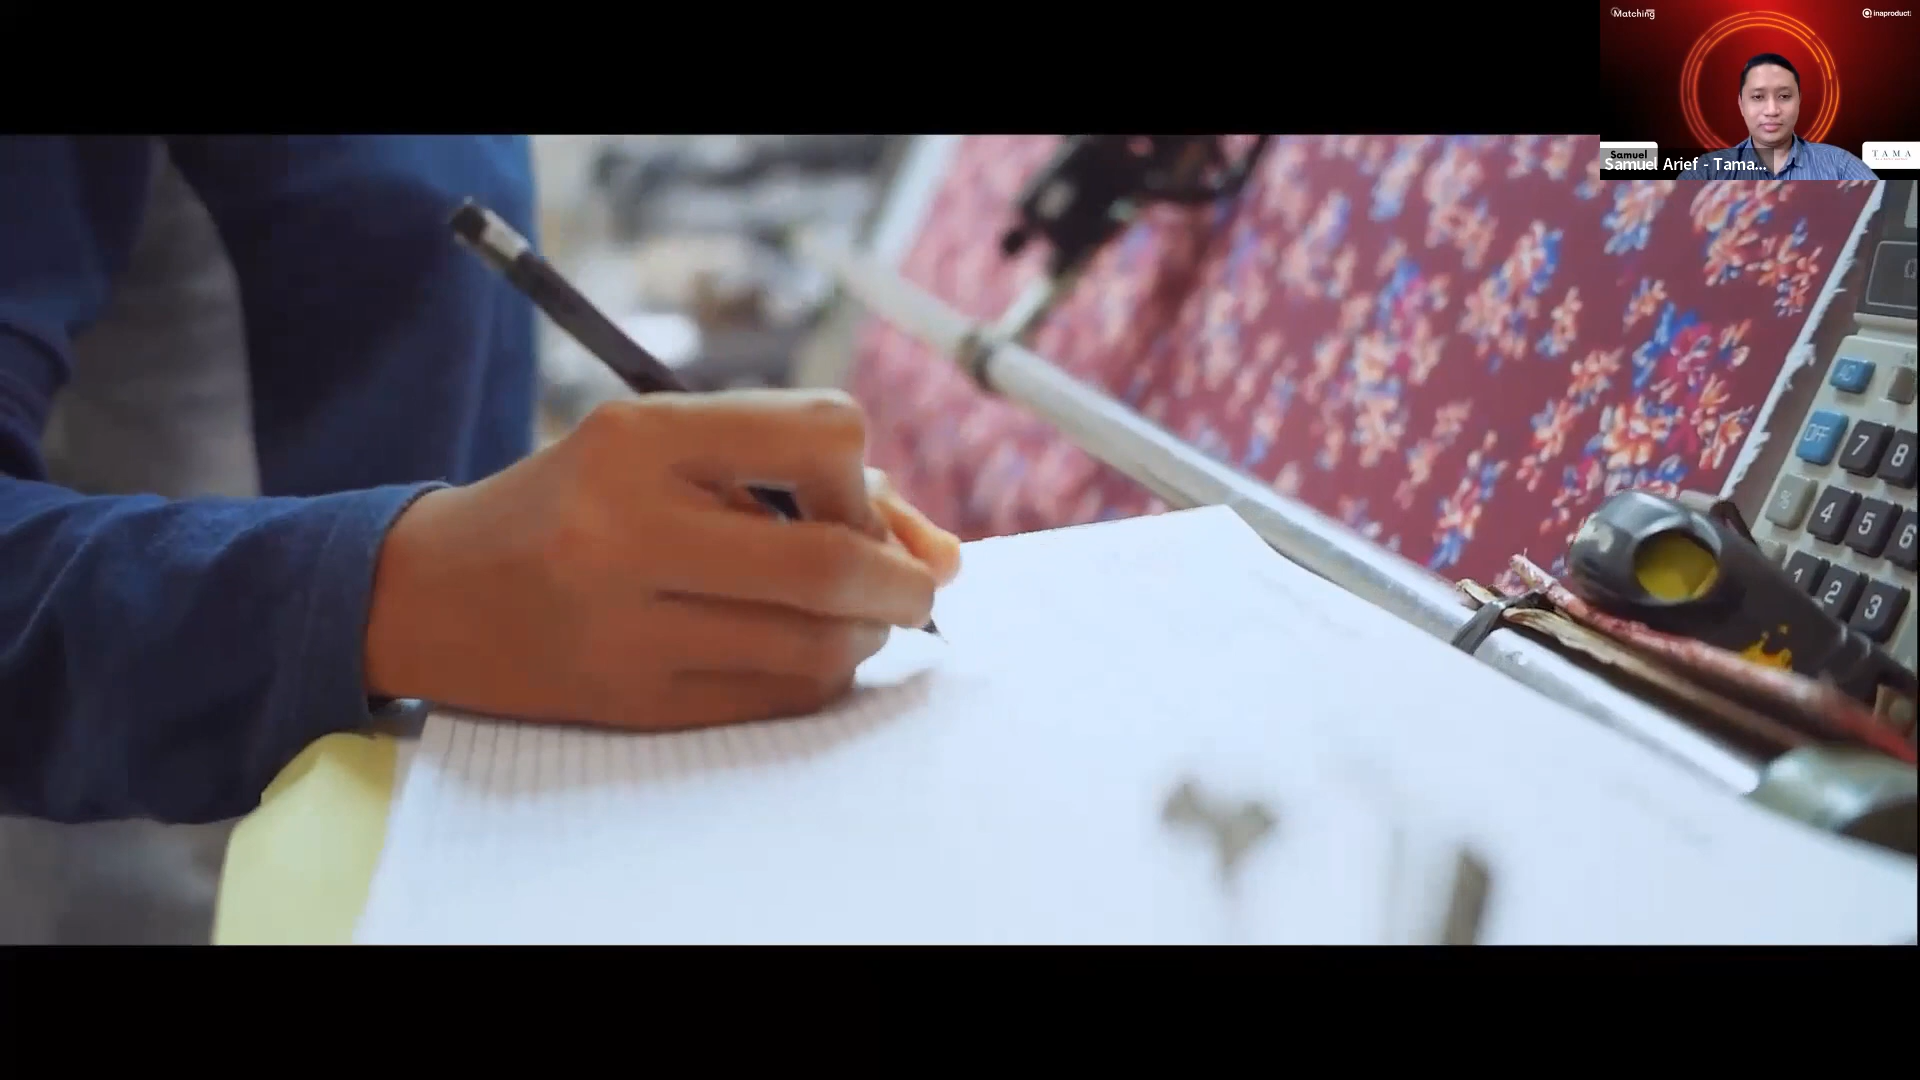 Matching
inaproduct
Samuel
TAMA
Samuel Arief - Tama...
AC
OFF
7 8
4 5 6
1 2 3